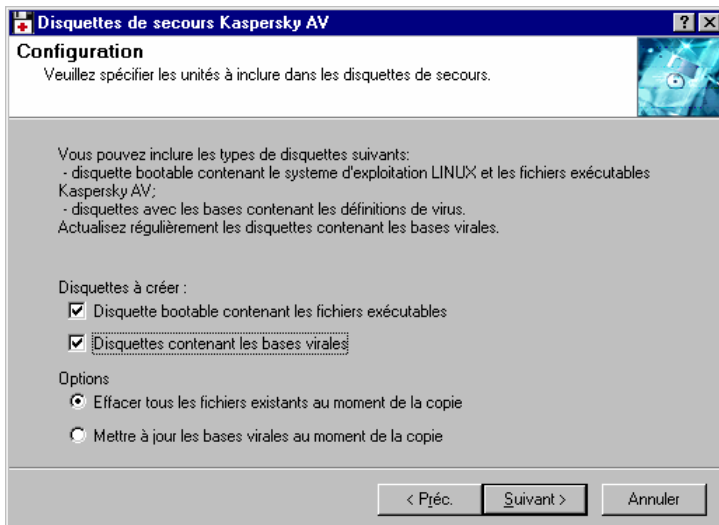 Disquettes de secours Kaspersky AV
Configuration
Veuillez spécifier les unités à inclure dans les disquettes de secours.
Vous pouvez inclure les types de disquettes suivants:
- disquette bootable contenant le systeme d'exploitation LINUX et les fichiers exécutables
Kaspersky AV;
- disquettes avec les bases contenant les définitions de virus.
Actualisez régulièrement les disquettes contenant les bases virales.
Disquettes à créer :
Disquette bootable contenant les fichiers exécutables
Disquettes contenant les bases virales
Options
Effacer tous les fichiers existants au moment de la copie
Mettre à jour les bases virales au moment de la copie
< Préc. Suivant > Annuler